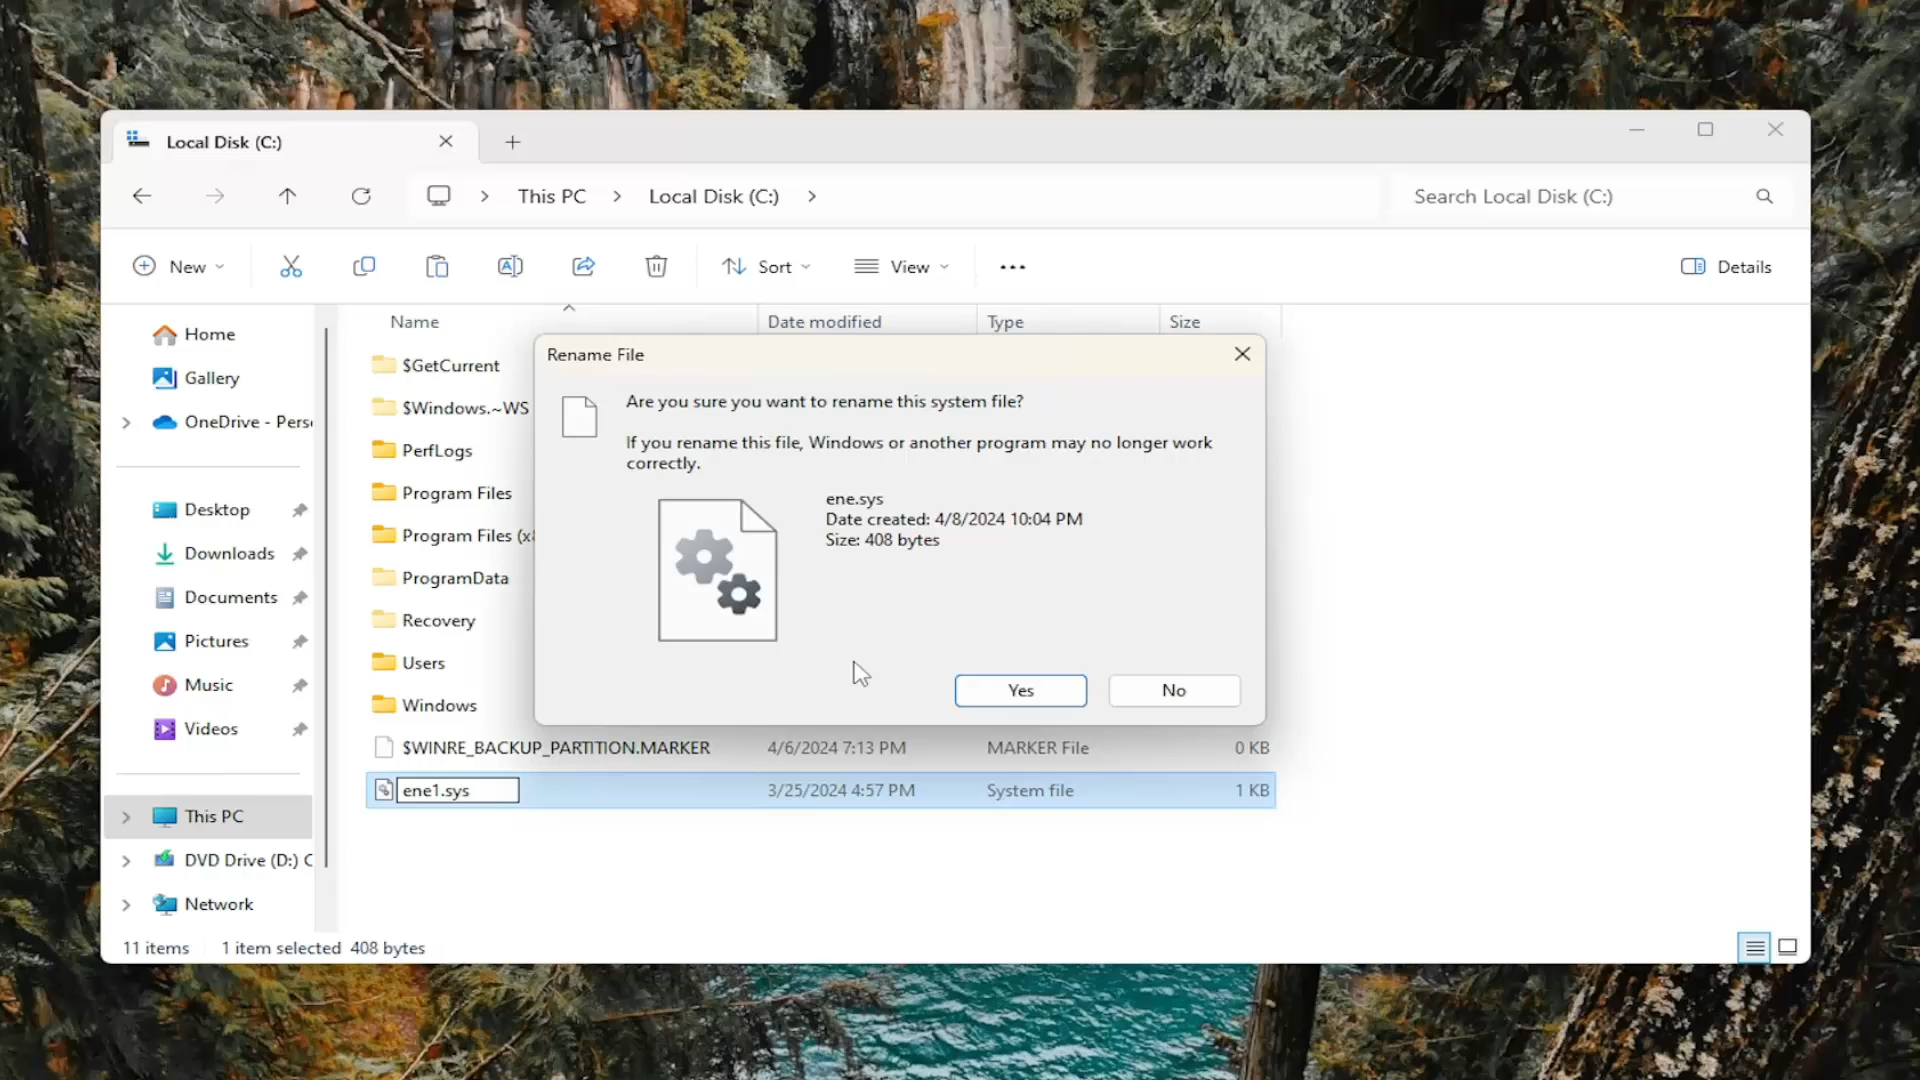 Local Disk (C:)
This PC
Local Disk (C:)
Search Local Disk (C:)
New
Sort
View
Details
Home
Gallery
OneDrive - Pers
Desktop
Downloads
Documents
Pictures
Music
Videos
This PC
DVD Drive (D:) C
Network
Name
Date modified
Type
Size
$GetCurrent
$Windows.~WS
PerfLogs
Program Files
Program Files (x8
ProgramData
Recovery
Users
Windows
$WINRE_BACKUP_PARTITION.MARKER 4/6/2024 7:13 PM MARKER File 0 KB
ene1.sys 3/25/2024 4:57 PM System file 1 KB
Rename File
Are you sure you want to rename this system file?
If you rename this file, Windows or another program may no longer work
correctly.
ene.sys
Date created: 4/8/2024 10:04 PM
Size: 408 bytes
Yes
No
11 items 1 item selected 408 bytes